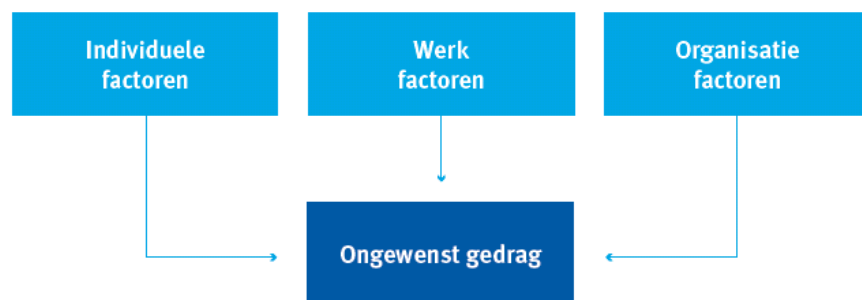 Individuele
factoren
Werk
factoren
Organisatie
factoren
Ongewenst gedrag